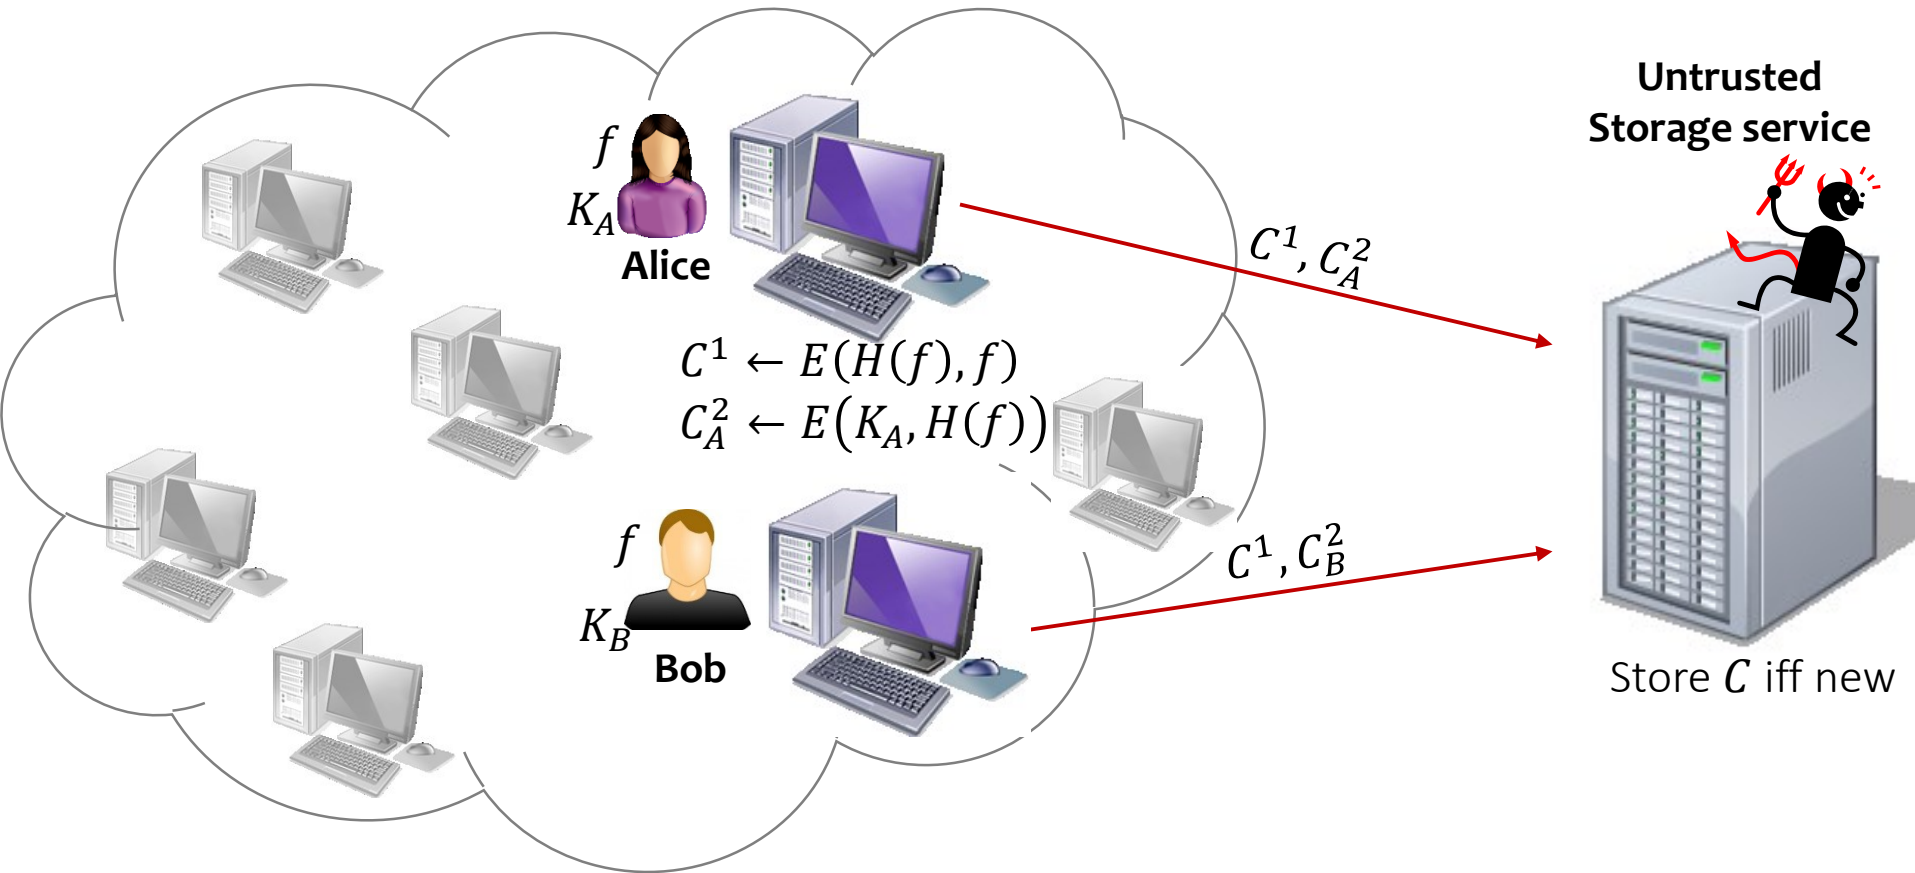 Untrusted
Storage service
f
K_A
Alice
C^1, C_A^2
C^1 ← E(H(f), f)
C_A^2 ← E(K_A, H(f))
f
K_B
Bob
C^1, C_B^2
Store C iff new